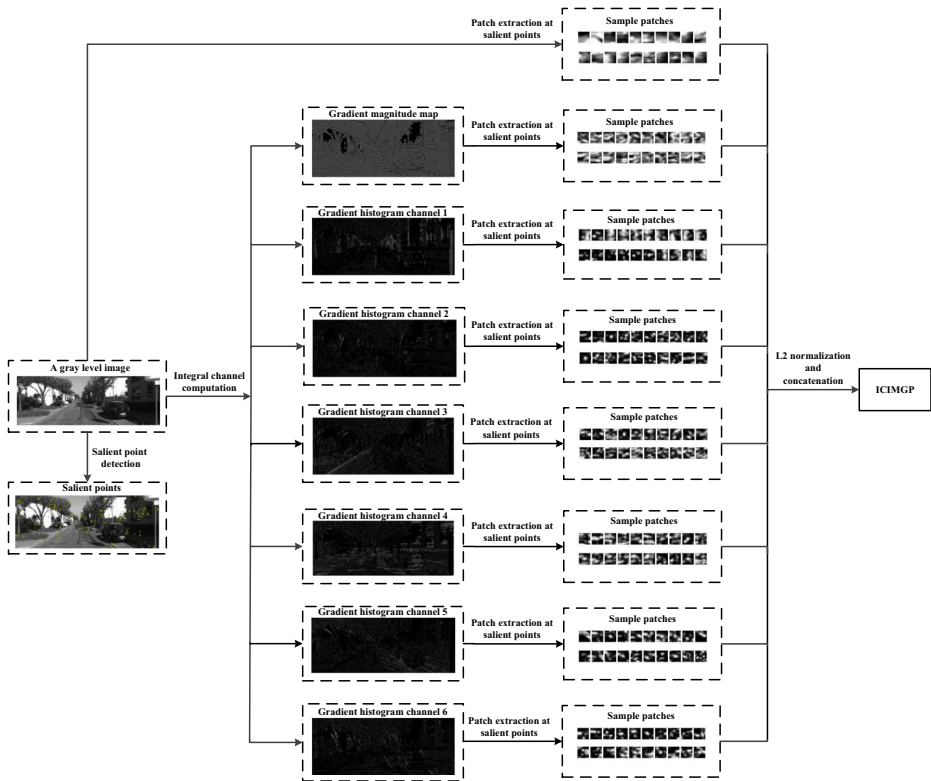 Patch extraction at
salient points
Sample patches
Gradient magnitude map
Patch extraction at
salient points
Sample patches
Gradient histogram channel 1
Patch extraction at
salient points
Sample patches
Gradient histogram channel 2
Patch extraction at
salient points
Sample patches
A gray level image
Integral channel
computation
L2 normalization
and
concatenation
ICIMGP
Gradient histogram channel 3
Patch extraction at
salient points
Sample patches
Salient point
detection
Salient points
Gradient histogram channel 4
Patch extraction at
salient points
Sample patches
Gradient histogram channel 5
Patch extraction at
salient points
Sample patches
Gradient histogram channel 6
Patch extraction at
salient points
Sample patches